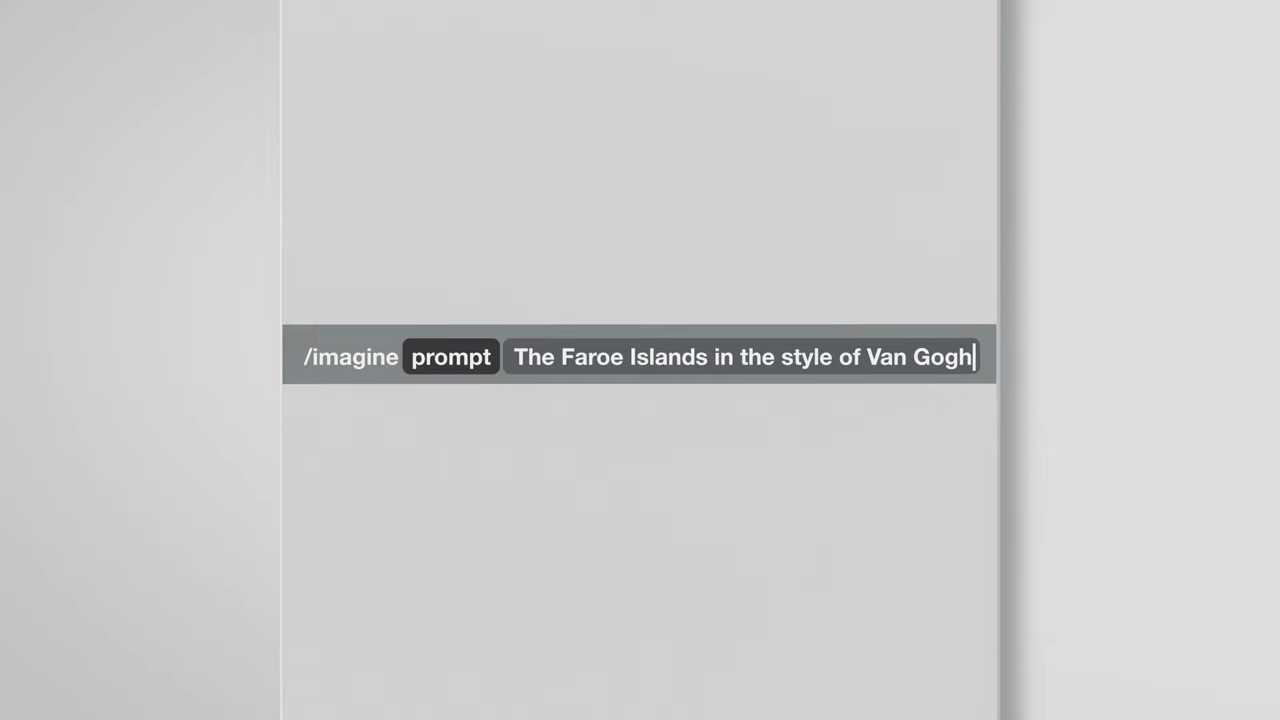 /imagine prompt The Faroe Islands in the style of Van Gogh